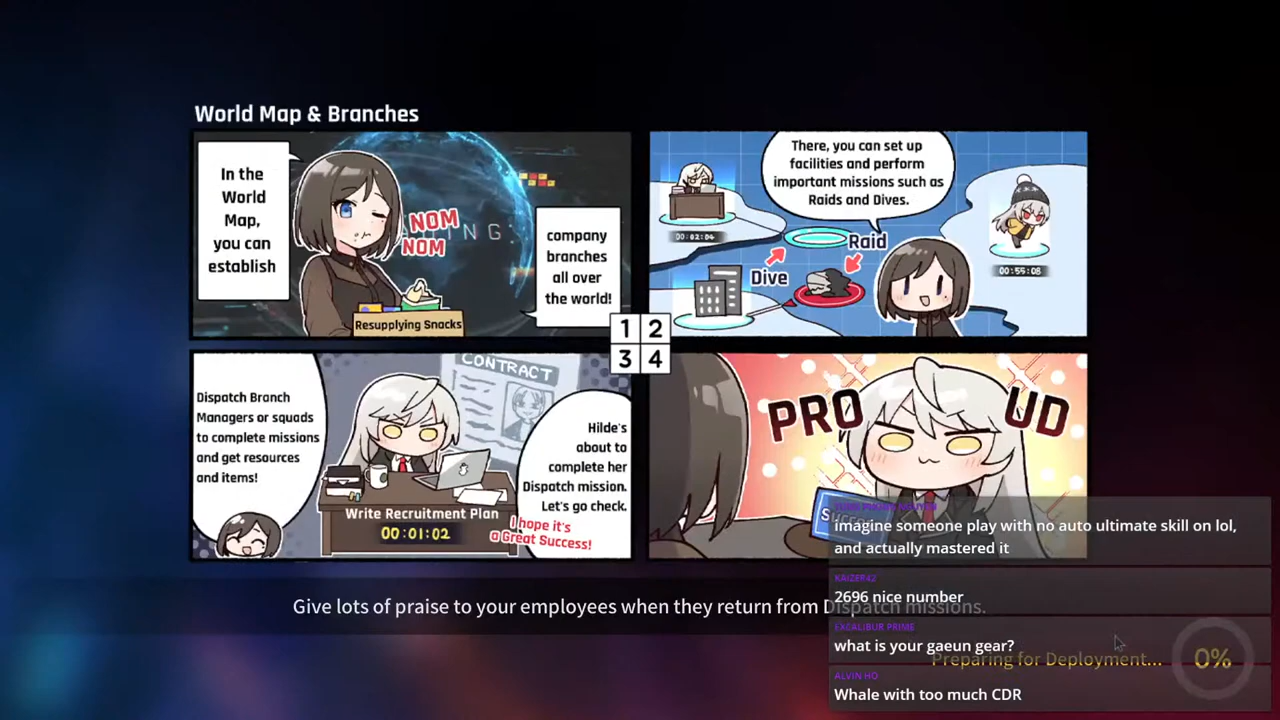 World Map & Branches
In the
World
Map,
you can
establish
NOM
NOM
company
branches
all over
the world!
Resupplying Snacks
There, you can set up
facilities and perform
important missions such as
Raids and Dives.
00:02:04
Raid
Dive
00:55:08
1 2
3 4
Dispatch Branch
Managers or squads
to complete missions
and get resources
and items!
CONTRACT
Hilde's
about to
complete her
Dispatch mission.
Let's go check.
I hope it's
a Great Success!
Write Recruitment Plan
00:01:02
PROUD
imagine someone play with no auto ultimate skill on lol,
and actually mastered it
KAIZER42
2696 nice number
Give lots of praise to your employees when they return from Dispatch missions.
EXCALIBUR PRIME
what is your gaeun gear?
Preparing for Deployment...
0%
ALVIN HO
Whale with too much CDR